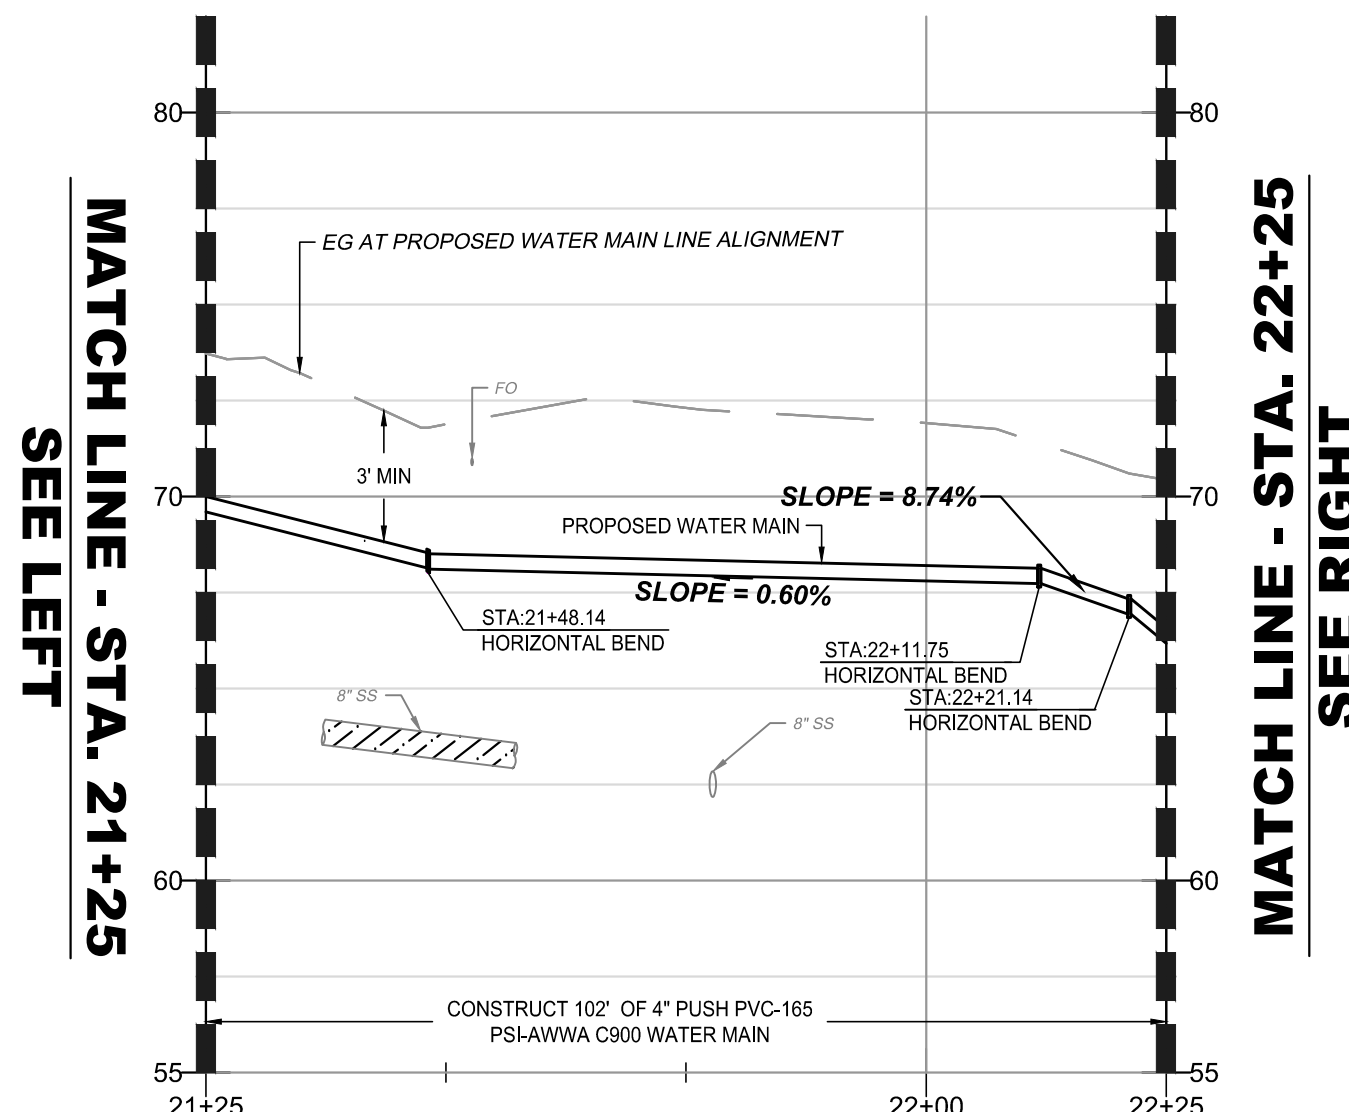 80
80
EG AT PROPOSED WATER MAIN LINE ALIGNMENT
FO
3' MIN
70
70
SLOPE = 8.74%
PROPOSED WATER MAIN
SLOPE = 0.60%
STA:21+48.14
HORIZONTAL BEND
STA:22+11.75
HORIZONTAL BEND
STA:22+21.14
HORIZONTAL BEND
8" SS
8" SS
60
60
CONSTRUCT 102' OF 4" PUSH PVC-165
PSI-AWWA C900 WATER MAIN
55
55
21+25
22+00
22+25
MATCH LINE - STA. 21+25
SEE LEFT
MATCH LINE - STA. 22+25
SEE RIGHT